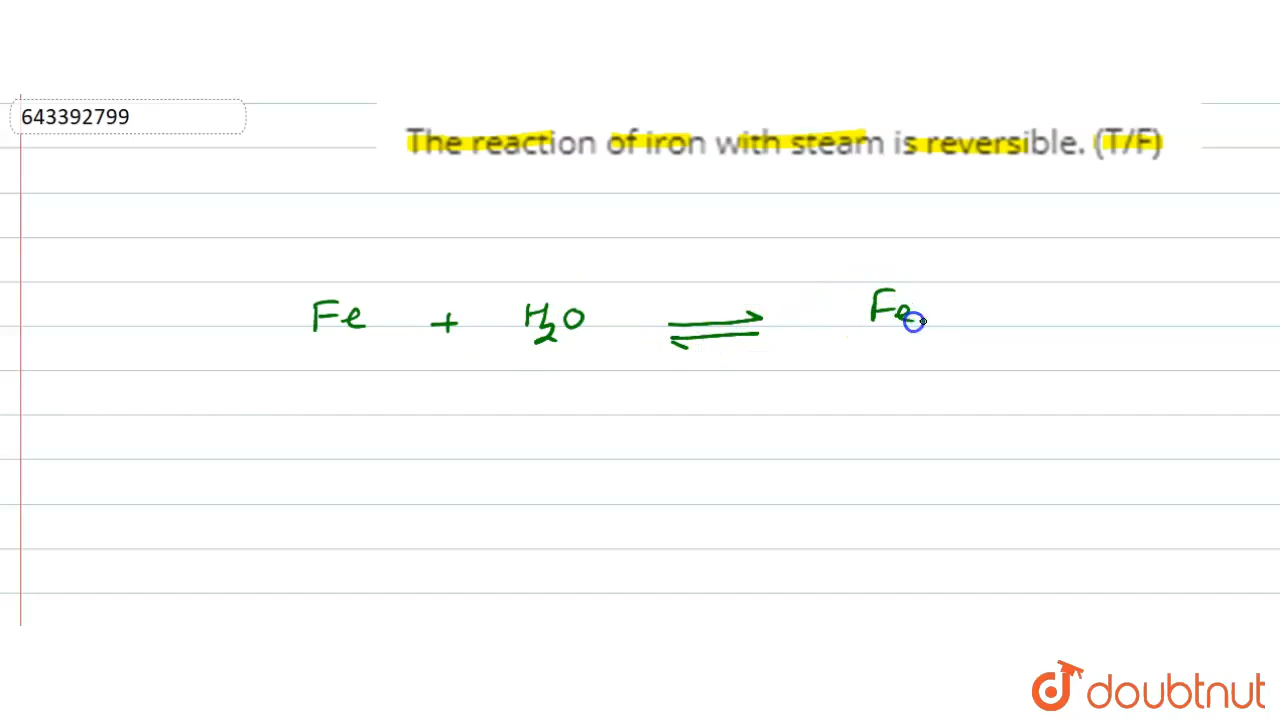 643392799
The reaction of iron with steam is reversible. (T/F)
Fe + H2O ⇌ Fe
doubtnut